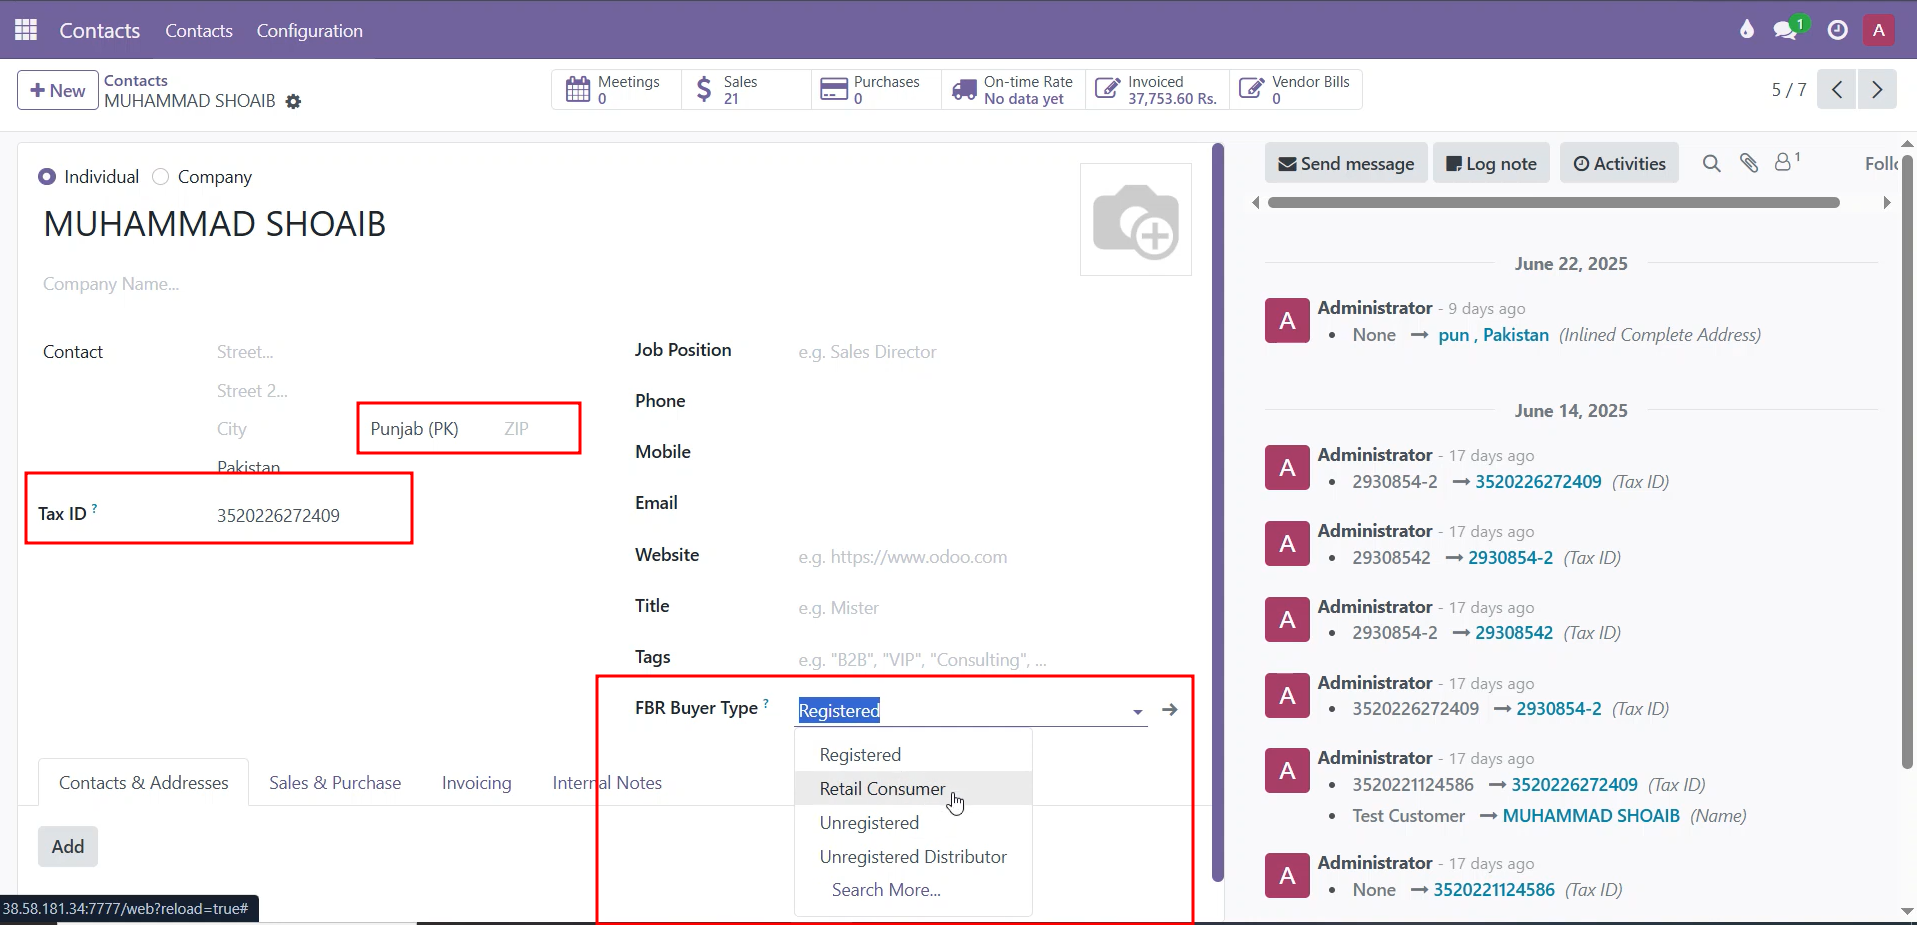 Contacts Contacts Configuration 1 A
New
Contacts
MUHAMMAD SHOAIB
Meetings
0
Sales
21
Purchases
0
On-time Rate
No data yet
Invoiced
37,753.60 Rs.
Vendor Bills
0
5 / 7
Individual Company
MUHAMMAD SHOAIB
Company Name...
Contact Street...
Street 2...
City Punjab (PK) ZIP
Pakistan
Tax ID ? 3520226272409
Job Position e.g. Sales Director
Phone
Mobile
Email
Website e.g. https://www.odoo.com
Title e.g. Mister
Tags e.g. "B2B", "VIP", "Consulting", ...
FBR Buyer Type ? Registered
Registered
Retail Consumer
Unregistered
Unregistered Distributor
Search More...
Contacts & Addresses Sales & Purchase Invoicing Internal Notes
Add
38.58.181.34:7777/web?reload=true#
Send message Log note Activities 1 Follo
June 22, 2025
A Administrator - 9 days ago
• None → pun , Pakistan (Inlined Complete Address)
June 14, 2025
A Administrator - 17 days ago
• 2930854-2 → 3520226272409 (Tax ID)
A Administrator - 17 days ago
• 29308542 → 2930854-2 (Tax ID)
A Administrator - 17 days ago
• 2930854-2 → 29308542 (Tax ID)
A Administrator - 17 days ago
• 3520226272409 → 2930854-2 (Tax ID)
A Administrator - 17 days ago
• 3520221124586 → 3520226272409 (Tax ID)
• Test Customer → MUHAMMAD SHOAIB (Name)
A Administrator - 17 days ago
• None → 3520221124586 (Tax ID)